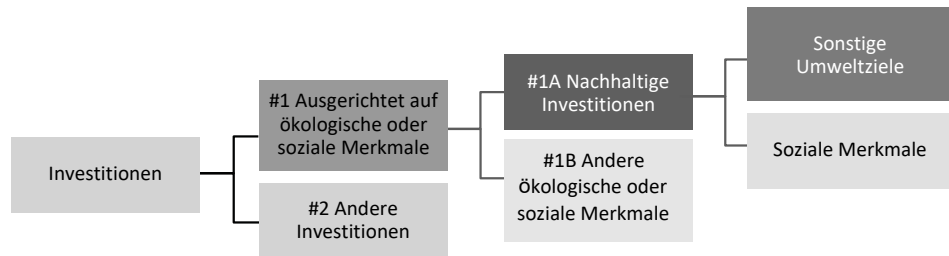 Investitionen
#1 Ausgerichtet auf
ökologische oder
soziale Merkmale
#2 Andere
Investitionen
#1A Nachhaltige
Investitionen
#1B Andere
ökologische oder
soziale Merkmale
Sonstige
Umweltziele
Soziale Merkmale